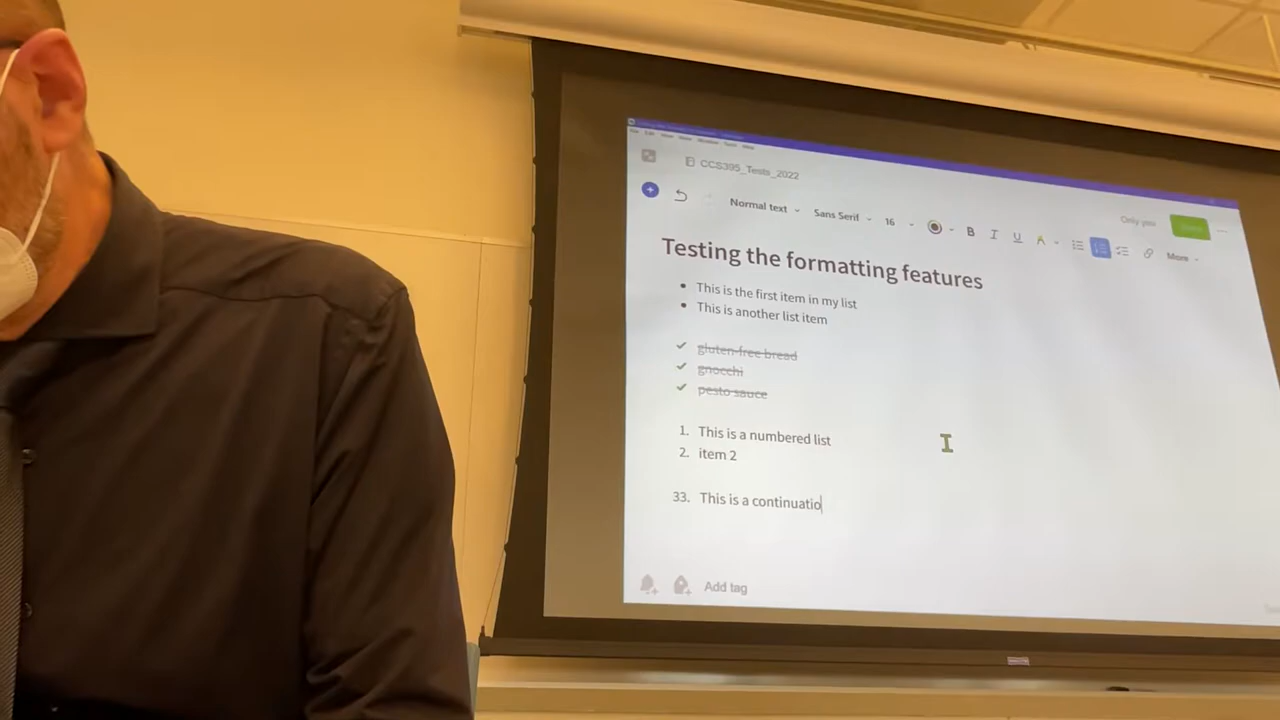 CCS395_Tests_2022
Only you
Normal text Sans Serif 16 B I U A More
Testing the formatting features
This is the first item in my list
This is another list item
gluten-free bread
gnocchi
pesto sauce
1. This is a numbered list
2. item 2
33. This is a continuatio
Add tag